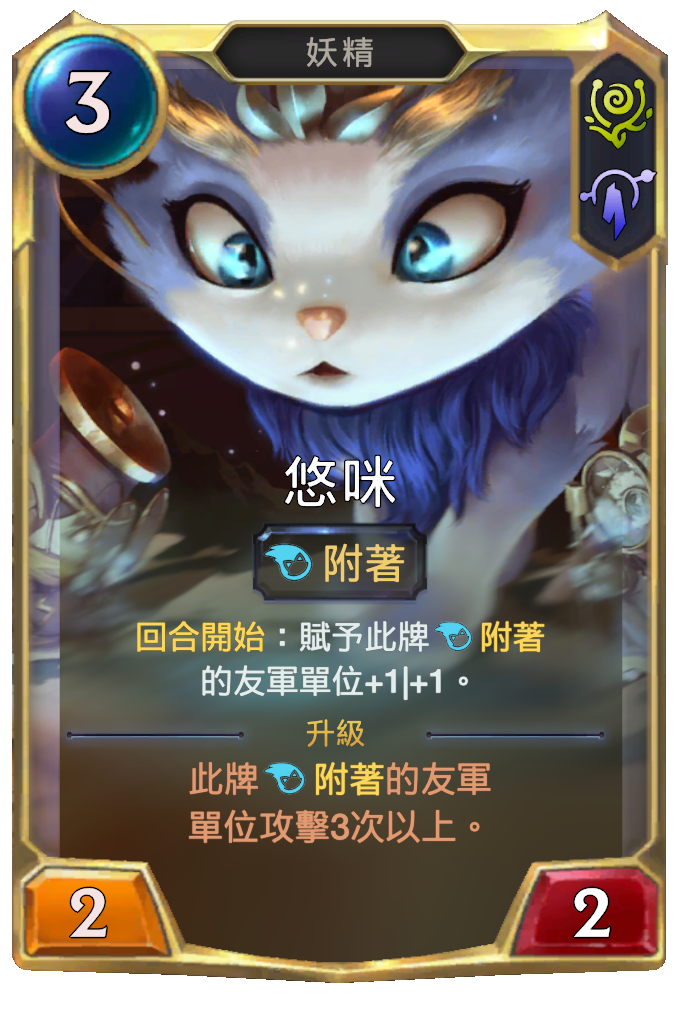 3
妖精
悠咪
附著
回合開始：賦予此牌附著
的友軍單位+1|+1。
升級
此牌附著的友軍
單位攻擊3次以上。
2
2